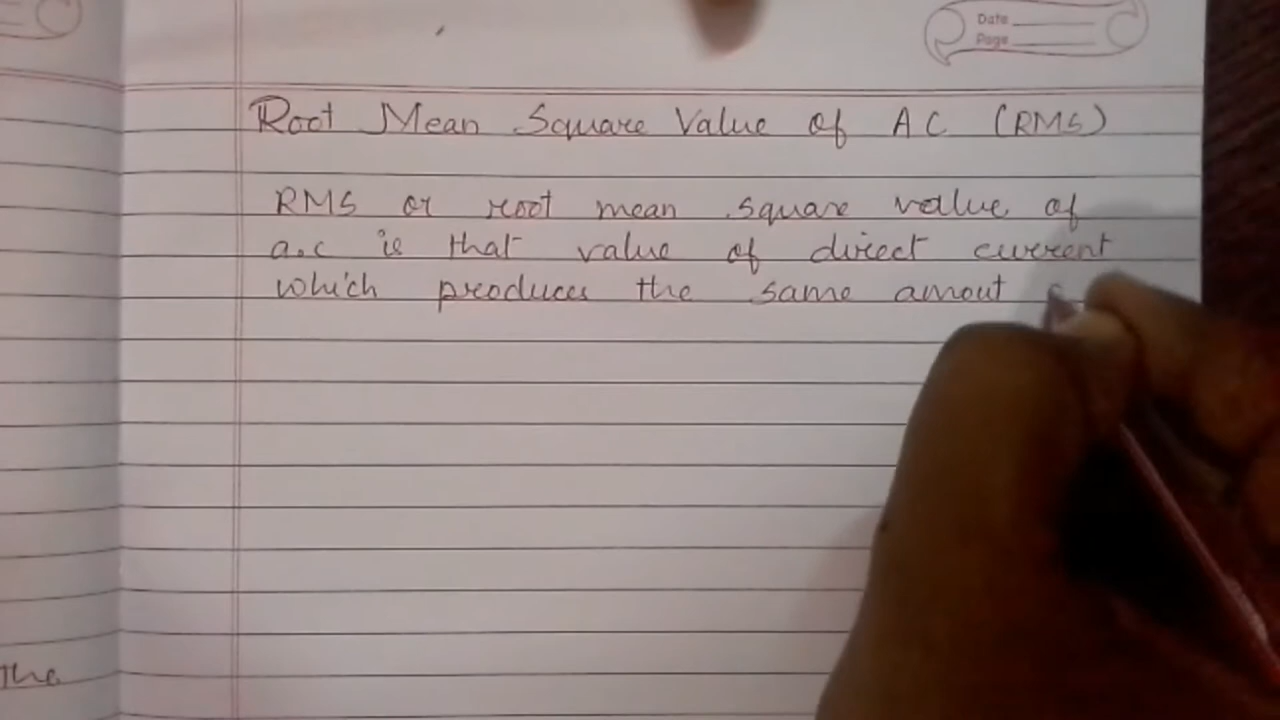 Date
Page
Root Mean Square Value of AC (RMS)
RMS or root mean square value of
a.c is that value of direct current
which produces the same amout
the